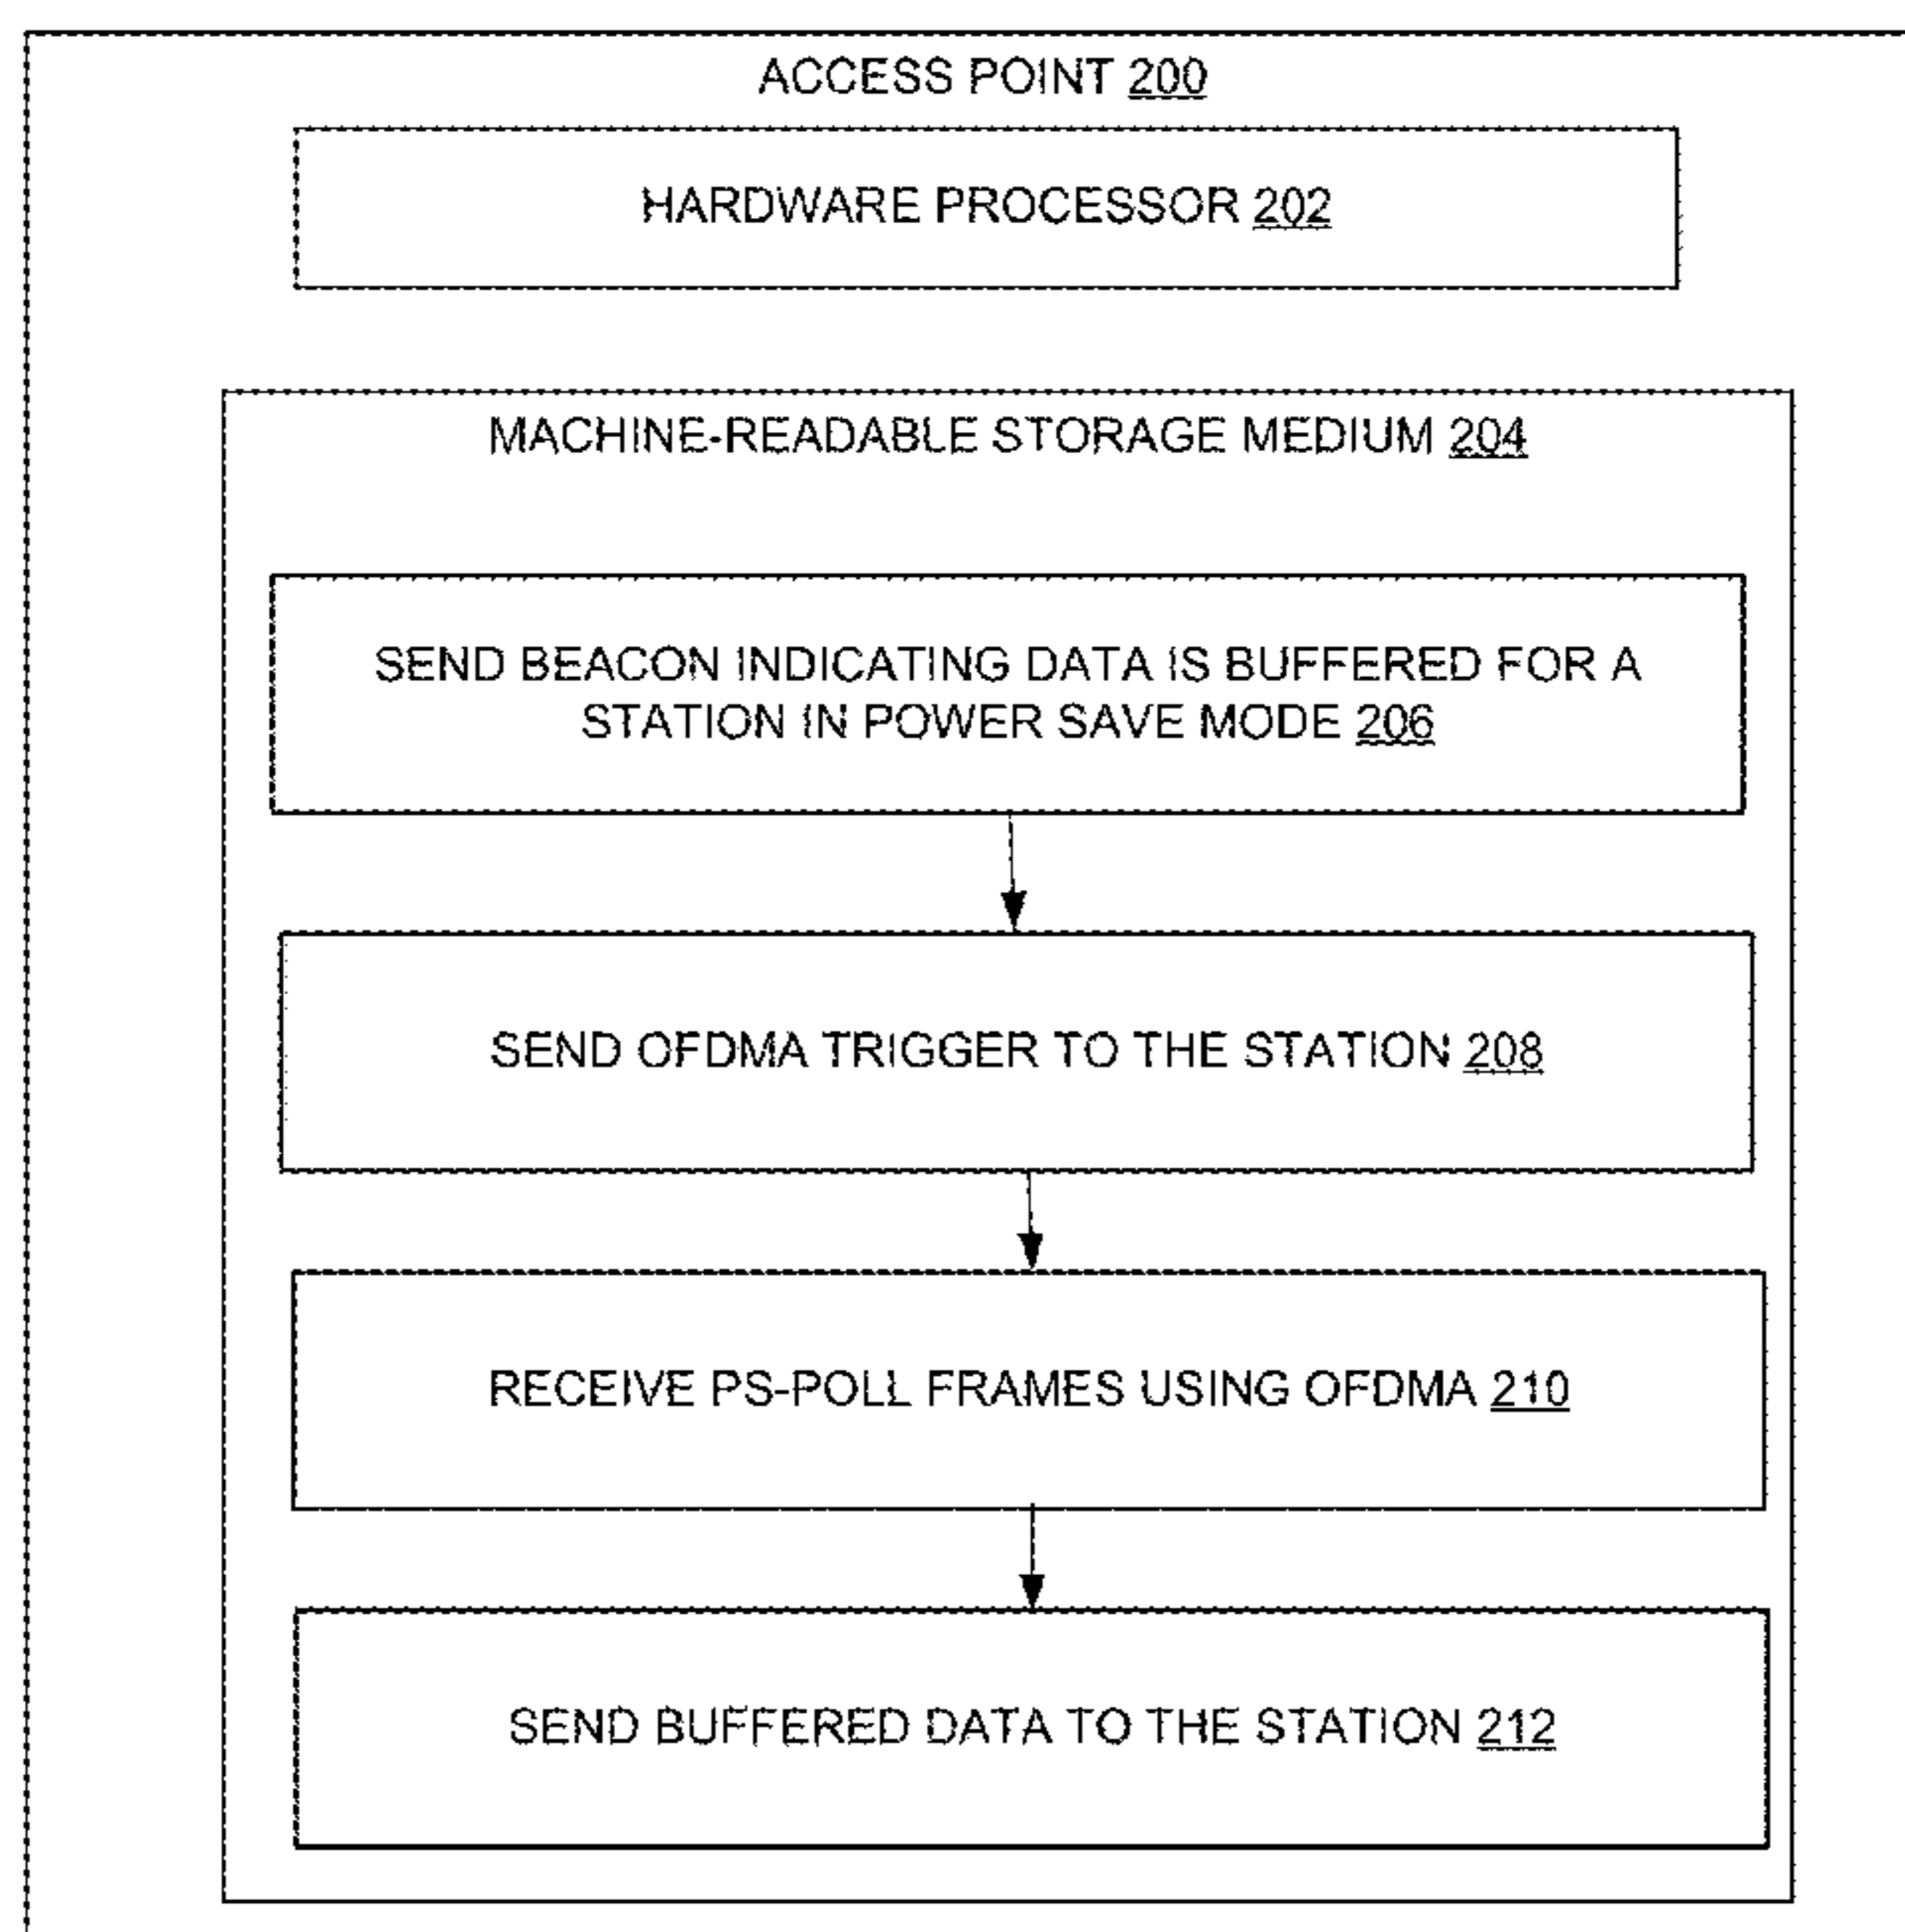 ACCESS POINT 200
HARDWARE PROCESSOR 202
MACHINE-READABLE STORAGE MEDIUM 204
SEND BEACON INDICATING DATA IS BUFFERED FOR A
STATION IN POWER SAVE MODE 206
SEND OFDMA TRIGGER TO THE STATION 208
RECEIVE PS-POLL FRAMES USING OFDMA 210
SEND BUFFERED DATA TO THE STATION 212